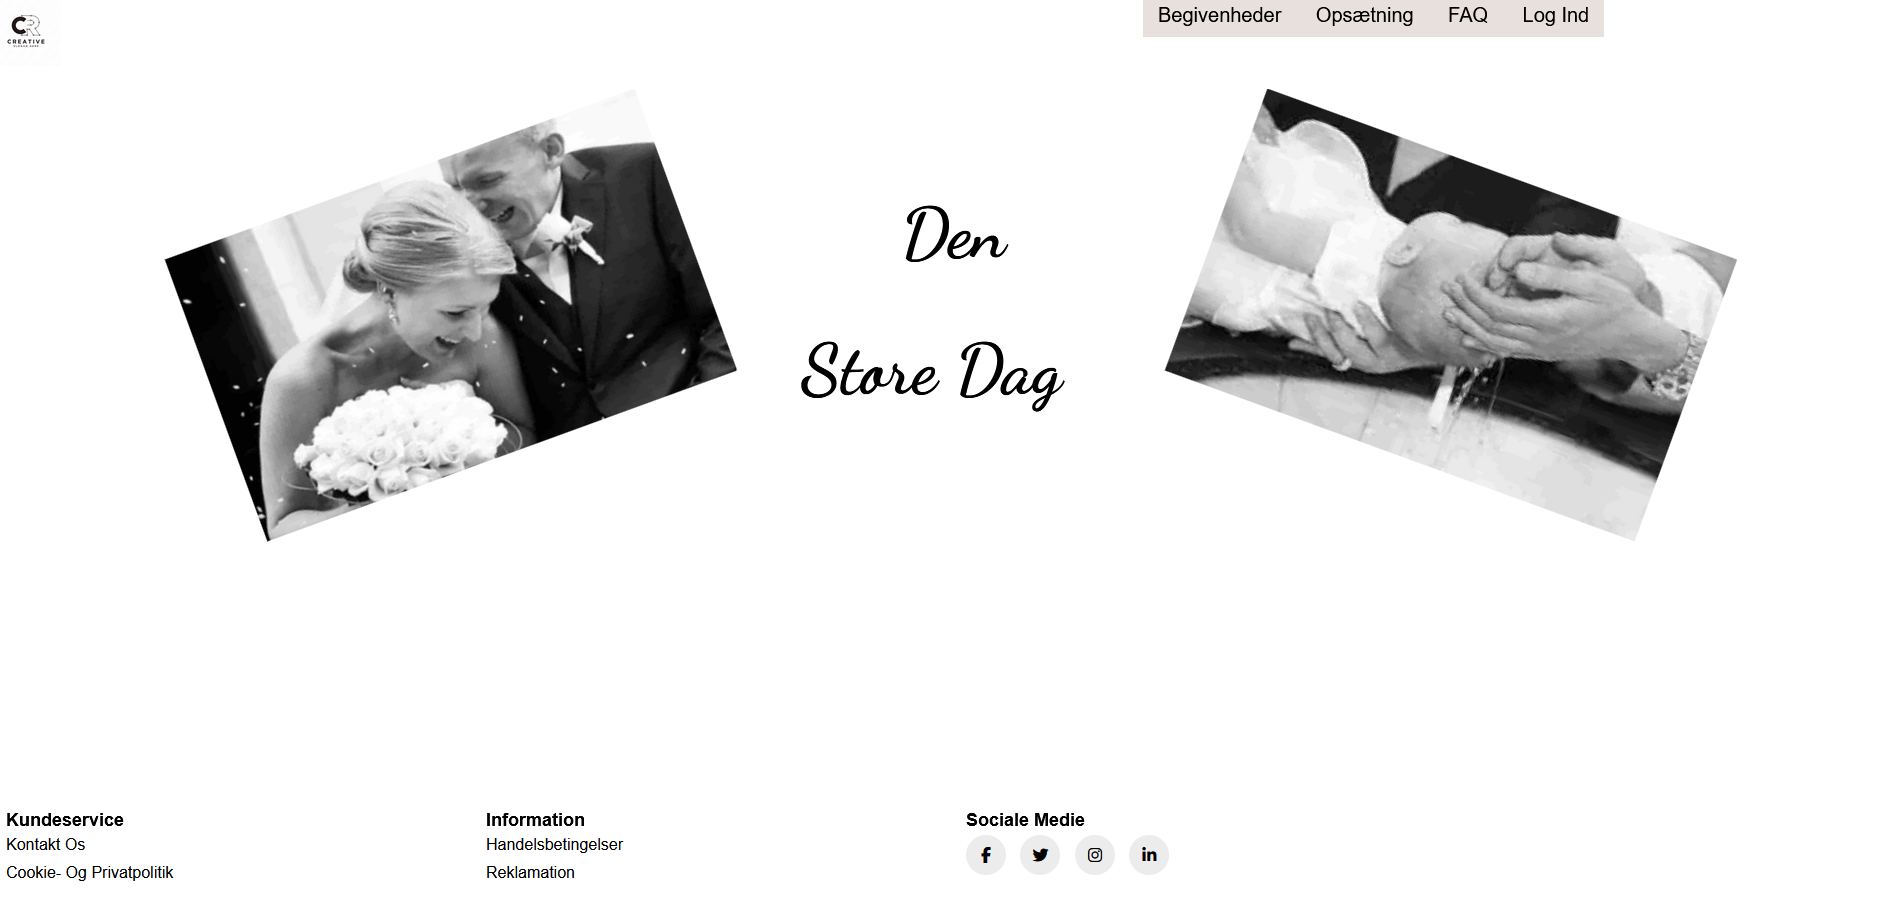 CR
CREATIVE
Begivenheder Opsætning FAQ Log Ind
Den
Store Dag
Kundeservice
Kontakt Os
Cookie- Og Privatpolitik
Information
Handelsbetingelser
Reklamation
Sociale Medie